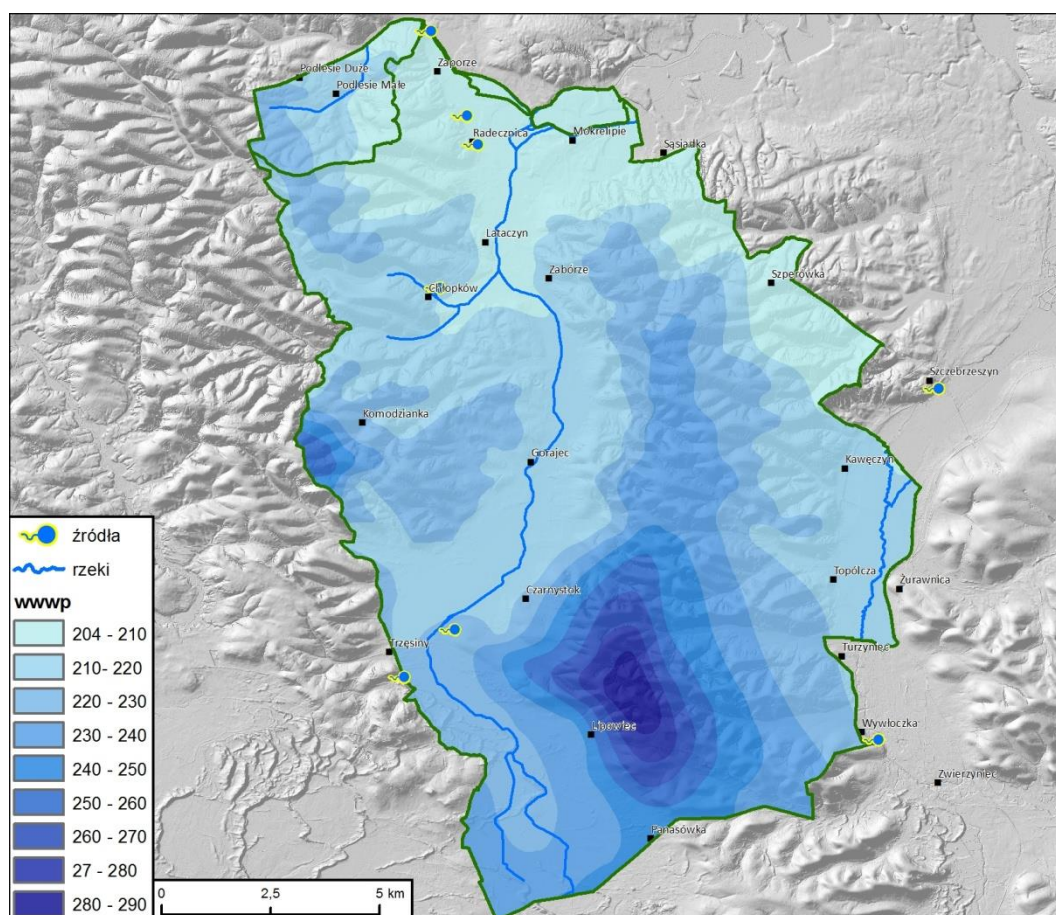 Podlesie Duże
Zaporze
Podlesie Małe
Radecznica
Mokrelipie
Sąsiadka
Latyczyn
Zabórze
Szperówka
Chłopków
Szczebrzeszyn
Komodzianka
Gorajec
Kawęczyn
źródła
rzeki
wwwp
204 - 210
210- 220
220 - 230
230 - 240
240 - 250
250 - 260
260 - 270
27 - 280
280 - 290
Topólcza
Żurawnica
Czarnystok
Trzęsiny
Turzyniec
Lipowiec
Wywłoczka
Zwierzyniec
Panasówka
0 2,5 5 km